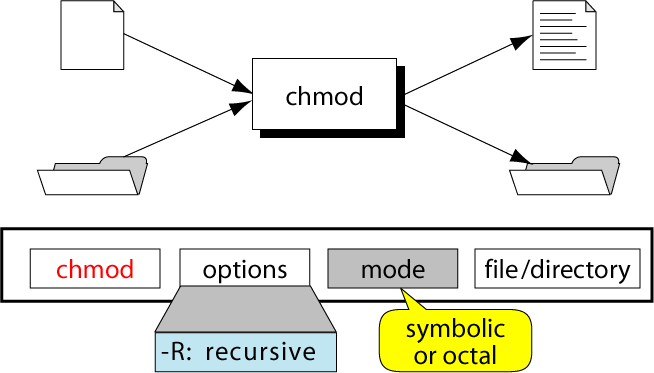 chmod
chmod options mode file/directory
-R: recursive
symbolic
or octal